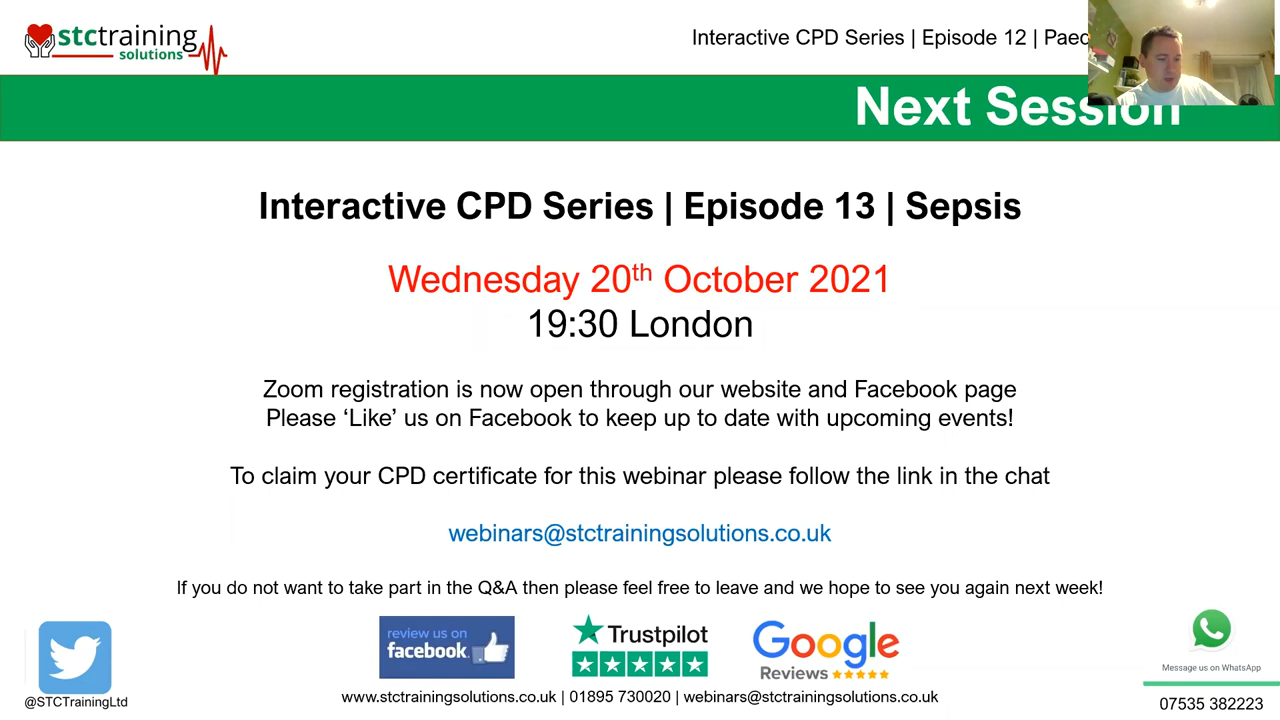 stctraining
solutions
Interactive CPD Series | Episode 12 |
Next Session
Interactive CPD Series | Episode 13 | Sepsis
Wednesday 20th October 2021
19:30 London
Zoom registration is now open through our website and Facebook page
Please ‘Like’ us on Facebook to keep up to date with upcoming events!
To claim your CPD certificate for this webinar please follow the link in the chat
webinars@stctrainingsolutions.co.uk
If you do not want to take part in the Q&A then please feel free to leave and we hope to see you again next week!
review us on
facebook.
Trustpilot
Google
Reviews
Message us on WhatsApp
@STCTrainingLtd
www.stctrainingsolutions.co.uk | 01895 730020 | webinars@stctrainingsolutions.co.uk
07535 382223